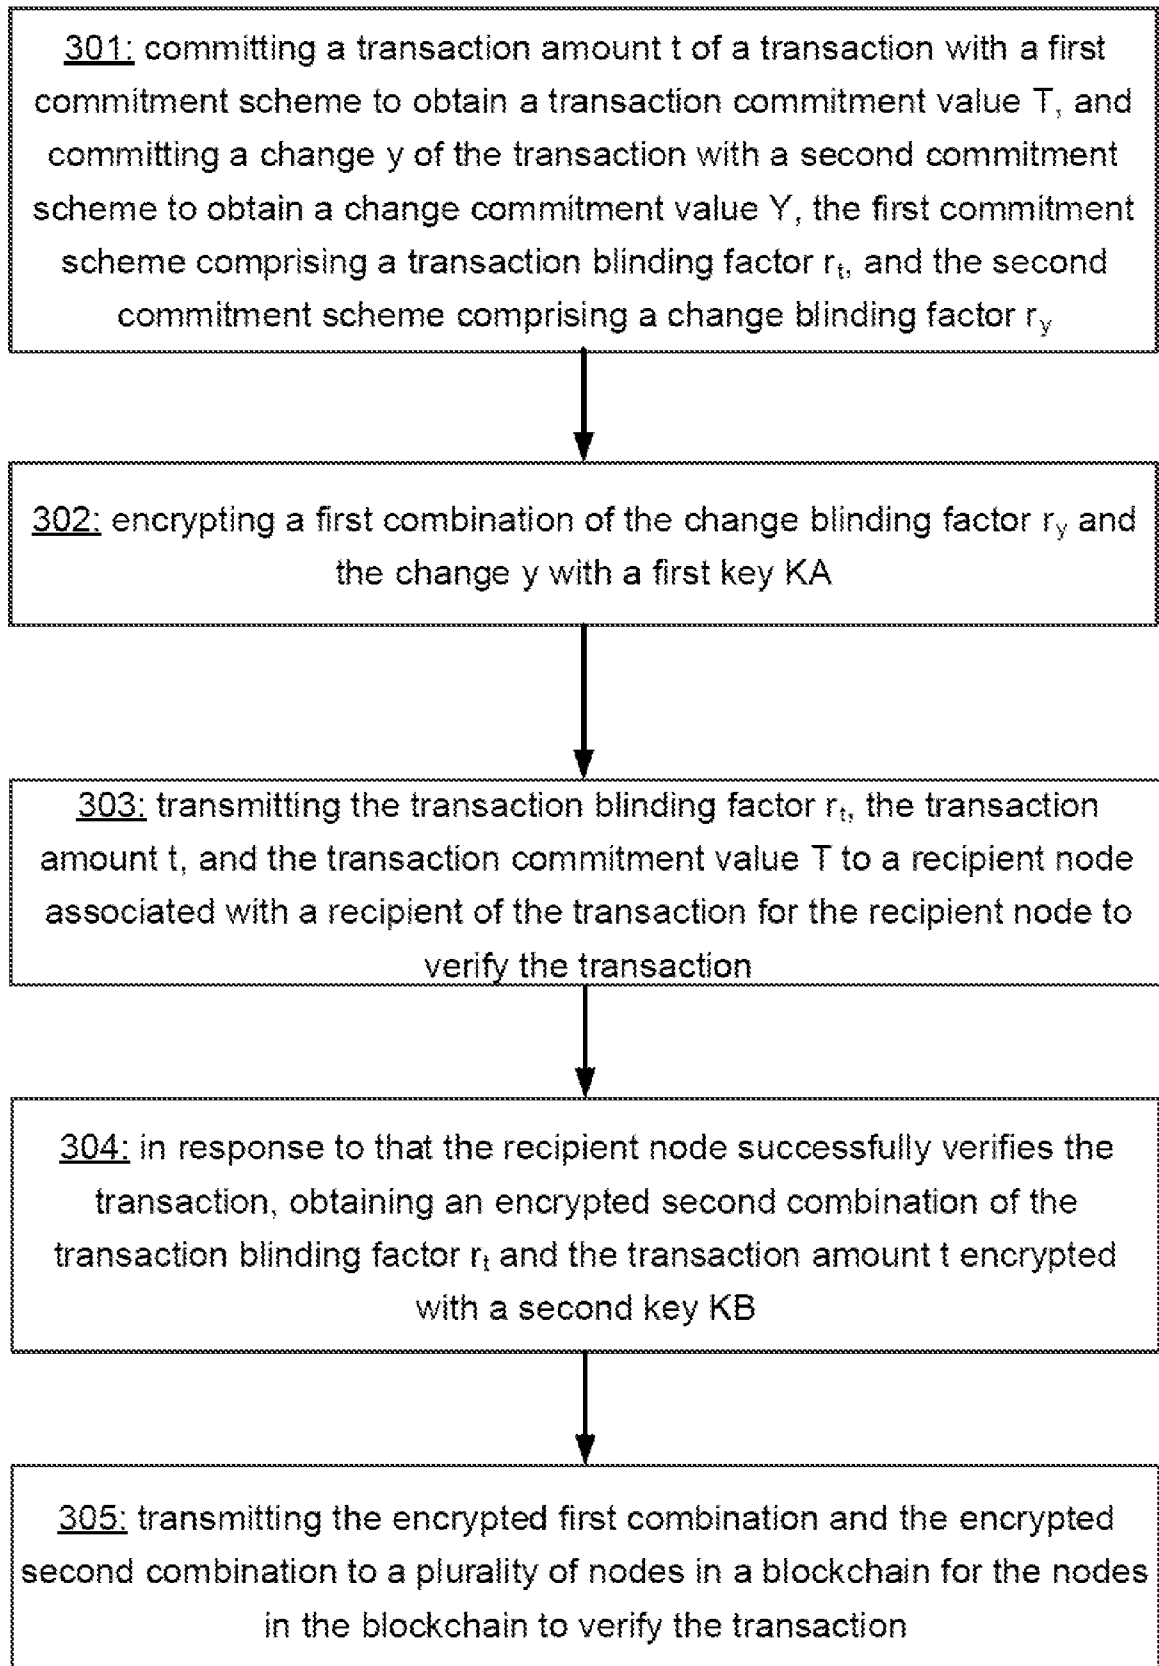 301: committing a transaction amount t of a transaction with a first
commitment scheme to obtain a transaction commitment value T, and
committing a change y of the transaction with a second commitment
scheme to obtain a change commitment value Y, the first commitment
scheme comprising a transaction blinding factor rₜ, and the second
commitment scheme comprising a change blinding factor r_y
302: encrypting a first combination of the change blinding factor r_y and
the change y with a first key KA
303: transmitting the transaction blinding factor rₜ, the transaction
amount t, and the transaction commitment value T to a recipient node
associated with a recipient of the transaction for the recipient node to
verify the transaction
304: in response to that the recipient node successfully verifies the
transaction, obtaining an encrypted second combination of the
transaction blinding factor rₜ and the transaction amount t encrypted
with a second key KB
305: transmitting the encrypted first combination and the encrypted
second combination to a plurality of nodes in a blockchain for the nodes
in the blockchain to verify the transaction